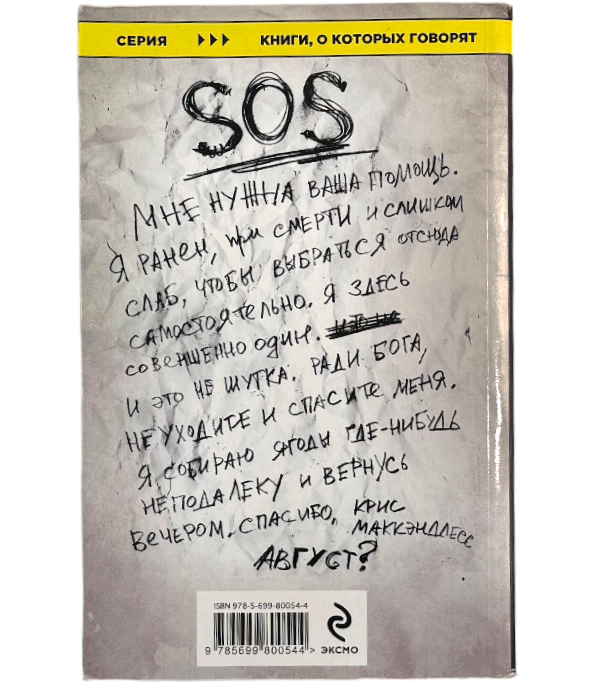 СЕРИЯ КНИГИ, О КОТОРЫХ ГОВОРЯТ
SOS
МНЕ НУЖНА ВАША ПОМОЩЬ.
Я РАНЕН, ПРИ СМЕРТИ И СЛИШКОМ
СЛАБ, ЧТОБЫ ВЫБРАТЬСЯ ОТСЮДА
САМОСТОЯТЕЛЬНО. Я ЗДЕСЬ
СОВЕРШЕННО ОДИН.
И ЭТО НЕ ШУТКА. РАДИ БОГА,
НЕ УХОДИТЕ И СПАСИТЕ МЕНЯ.
Я СОБИРАЮ ЯГОДЫ ГДЕ-НИБУДЬ
НЕПОДАЛЕКУ И ВЕРНУСЬ
ВЕЧЕРОМ. СПАСИБО, КРИС
МАККЭНДЛЕСС
АВГУСТ?
ISBN 978-5-699-80054-4
9 785699 800544 >
ЭКСМО